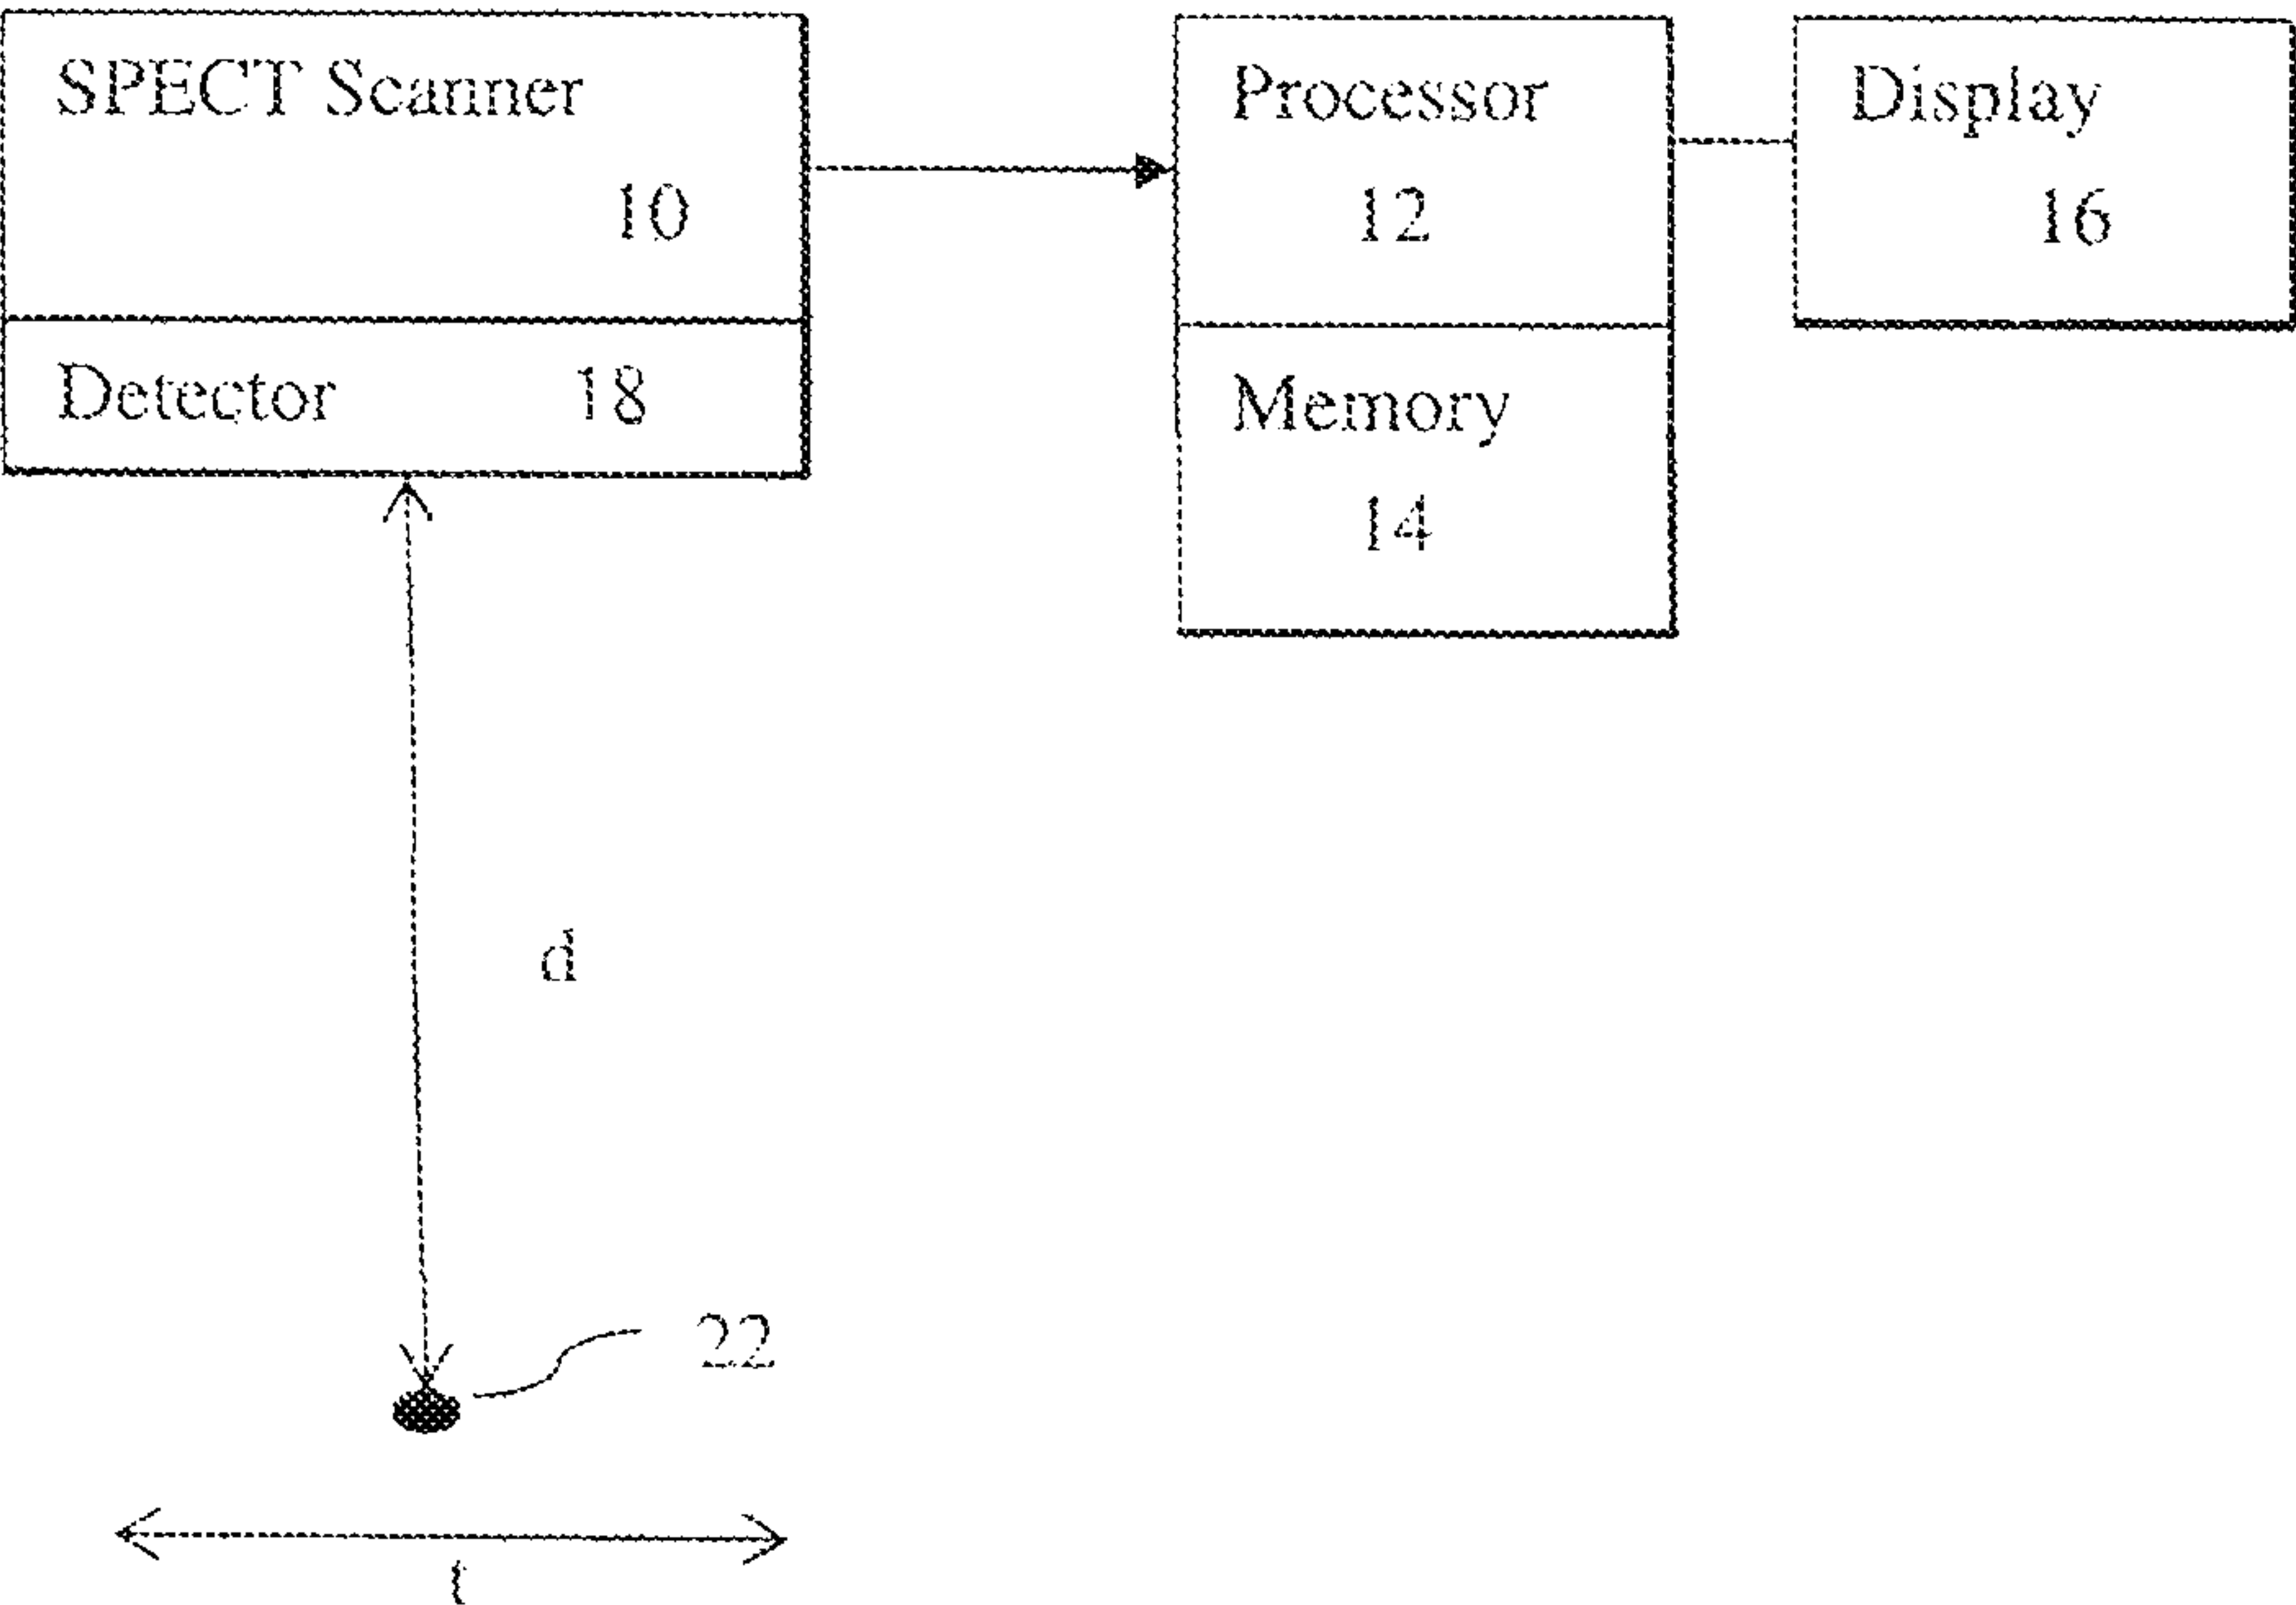 SPECT Scanner
10
Detector 18
Processor
12
Memory
14
Display
16
d
22
t